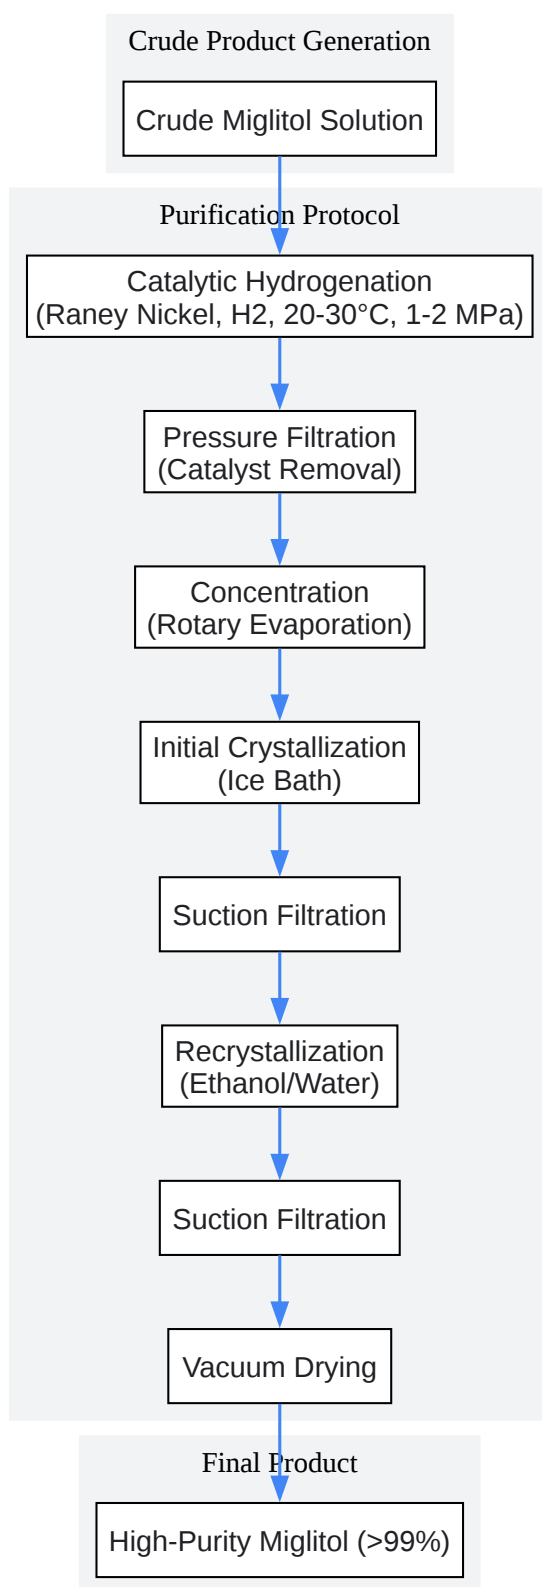 Crude Product Generation
Crude Miglitol Solution
Purification Protocol
Catalytic Hydrogenation
(Raney Nickel, H2, 20-30°C, 1-2 MPa)
Pressure Filtration
(Catalyst Removal)
Concentration
(Rotary Evaporation)
Initial Crystallization
(Ice Bath)
Suction Filtration
Recrystallization
(Ethanol/Water)
Suction Filtration
Vacuum Drying
Final Product
High-Purity Miglitol (>99%)